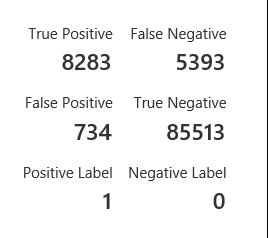 True Positive False Negative
8283 5393
False Positive True Negative
734 85513
Positive Label Negative Label
1 0